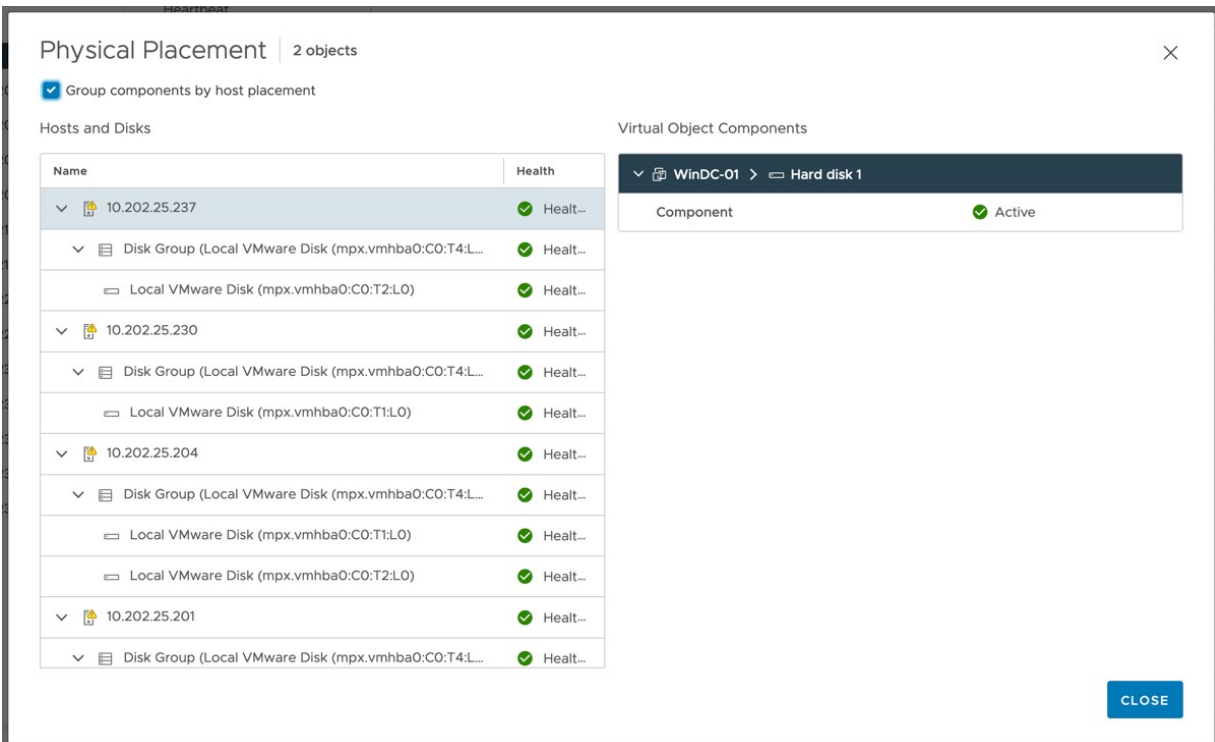 Heartbeat
Physical Placement 2 objects
Group components by host placement
Hosts and Disks
Virtual Object Components
Name Health
10.202.25.237 Healt...
Disk Group (Local VMware Disk (mpx.vmhba0:C0:T4:L... Healt...
Local VMware Disk (mpx.vmhba0:C0:T2:L0) Healt...
10.202.25.230 Healt...
Disk Group (Local VMware Disk (mpx.vmhba0:C0:T4:L... Healt...
Local VMware Disk (mpx.vmhba0:C0:T1:L0) Healt...
10.202.25.204 Healt...
Disk Group (Local VMware Disk (mpx.vmhba0:C0:T4:L... Healt...
Local VMware Disk (mpx.vmhba0:C0:T1:L0) Healt...
Local VMware Disk (mpx.vmhba0:C0:T2:L0) Healt...
10.202.25.201 Healt...
Disk Group (Local VMware Disk (mpx.vmhba0:C0:T4:L... Healt...
WinDC-01 > Hard disk 1
Component Active
CLOSE